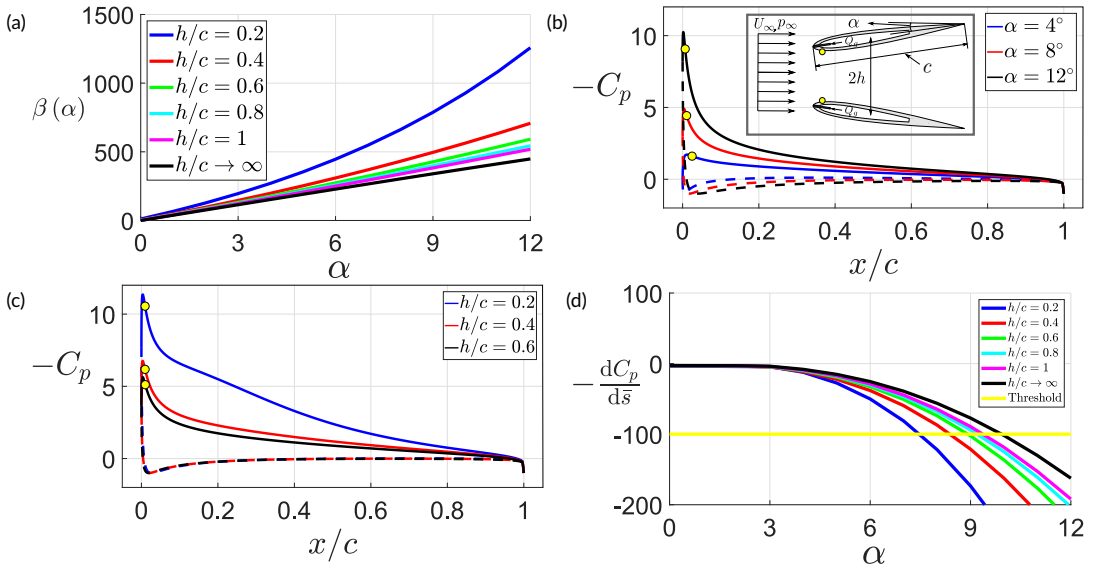 (a)
1500
1000
500
0
β (α)
h/c = 0.2
h/c = 0.4
h/c = 0.6
h/c = 0.8
h/c = 1
h/c → ∞
0 3 6 9 12
α
(b)
10
5
0
−C_p
U_∞, p_∞
α
Q_g
c
2h
Q_g
α = 4°
α = 8°
α = 12°
0 0.2 0.4 0.6 0.8 1
x/c
(c)
10
5
0
−C_p
h/c = 0.2
h/c = 0.4
h/c = 0.6
0 0.2 0.4 0.6 0.8 1
x/c
(d)
100
0
-100
-200
− dC_p / ds̄
h/c = 0.2
h/c = 0.4
h/c = 0.6
h/c = 0.8
h/c = 1
h/c → ∞
Threshold
0 3 6 9 12
α